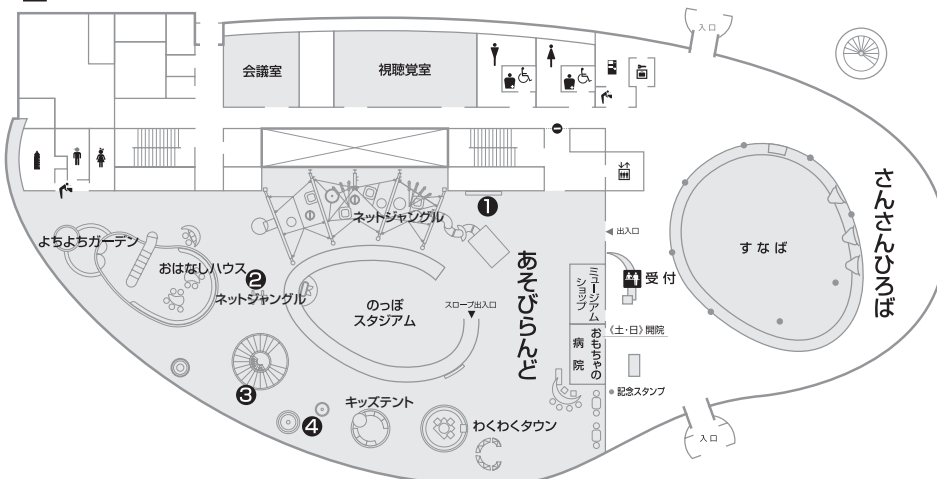 入口
会議室
視聴覚室
ネットジャングル
❶
出入口
さんさんひろば
よちよちガーデン
おはなしハウス
❷
ネットジャングル
のっぽ
スタジアム
スロープ出入口
あそびらんど
ミュージアム
ショップ
受付
すなば
《土・日》開院
おもちゃの
病院
❸
キッズテント
❹
わくわくタウン
記念スタンプ
入口